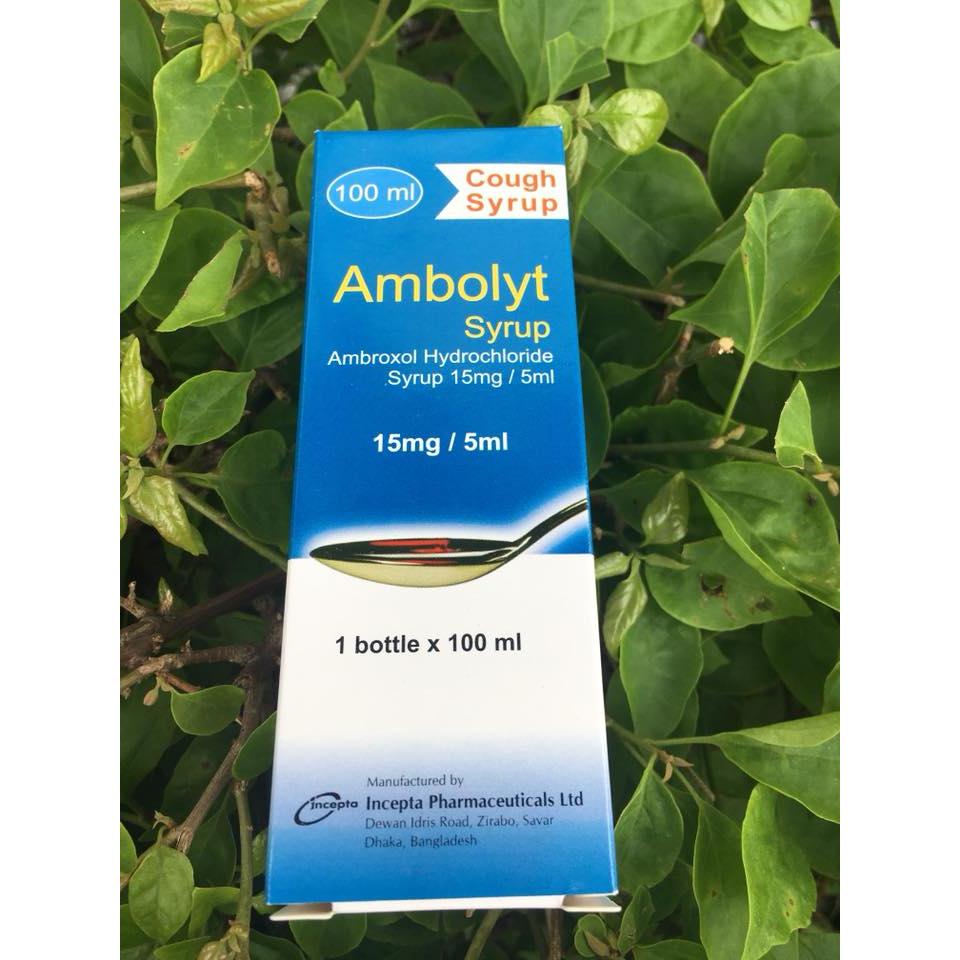 100 ml
Cough
Syrup
Ambolyt
Syrup
Ambroxol Hydrochloride
Syrup 15mg / 5ml
15mg / 5ml
1 bottle x 100 ml
Manufactured by
incepta Incepta Pharmaceuticals Ltd
Dewan Idris Road, Zirabo, Savar
Dhaka, Bangladesh